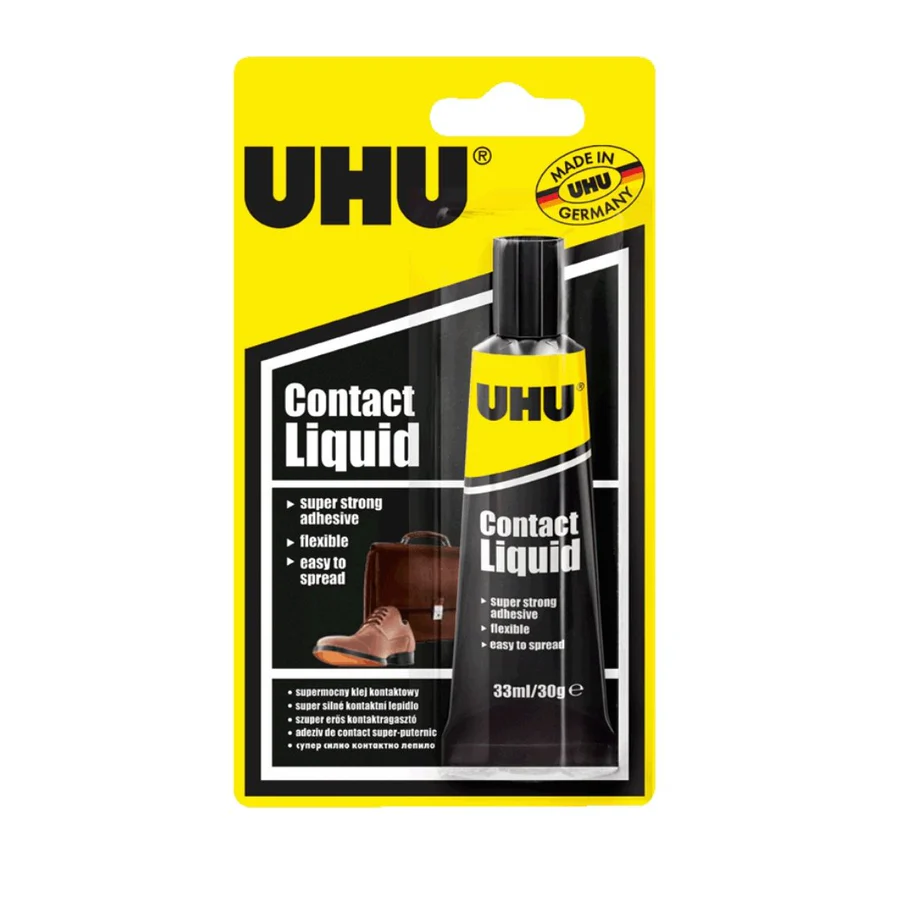 UHU®
MADE IN
UHU
GERMANY
Contact
Liquid
super strong
adhesive
flexible
easy to
spread
• supermocny klej kontaktowy
• super silné kontaktní lepidlo
• szuper erős kontaktragasztó
• adeziv de contact super-puternic
• супер силно контактно лепило
UHU®
Contact
Liquid
super strong
adhesive
flexible
easy to spread
33ml/30g ℮